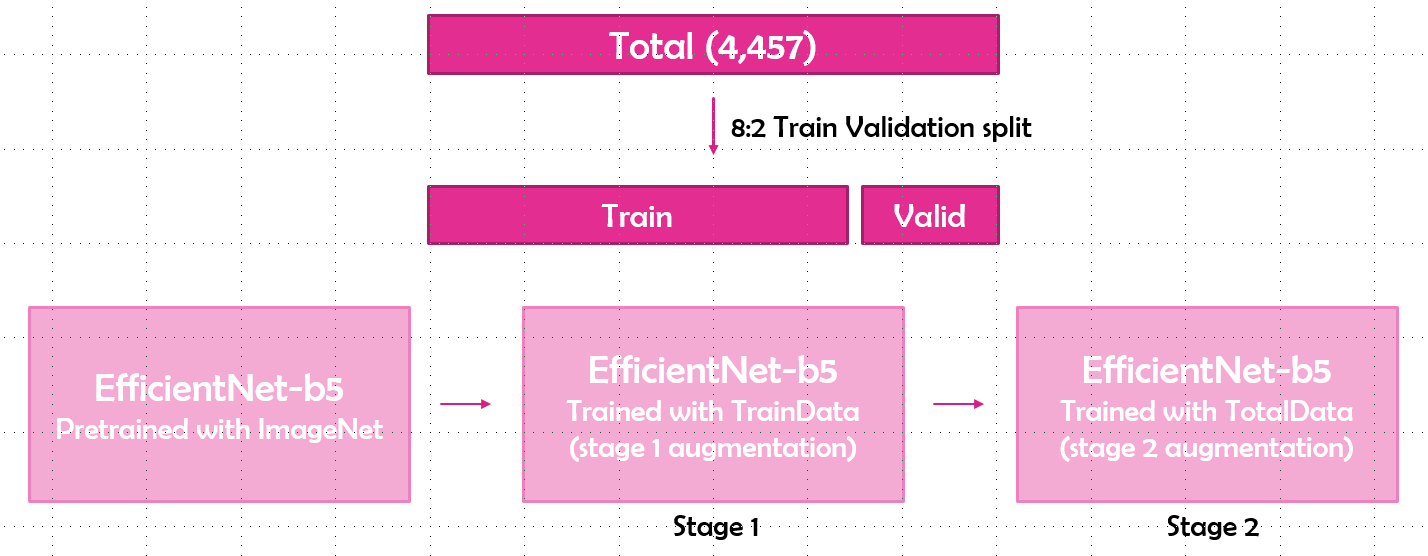 Total (4,457)
8:2 Train Validation split
Train
Valid
EfficientNet-b5
Pretrained with ImageNet
EfficientNet-b5
Trained with TrainData
(stage 1 augmentation)
Stage 1
EfficientNet-b5
Trained with TotalData
(stage 2 augmentation)
Stage 2